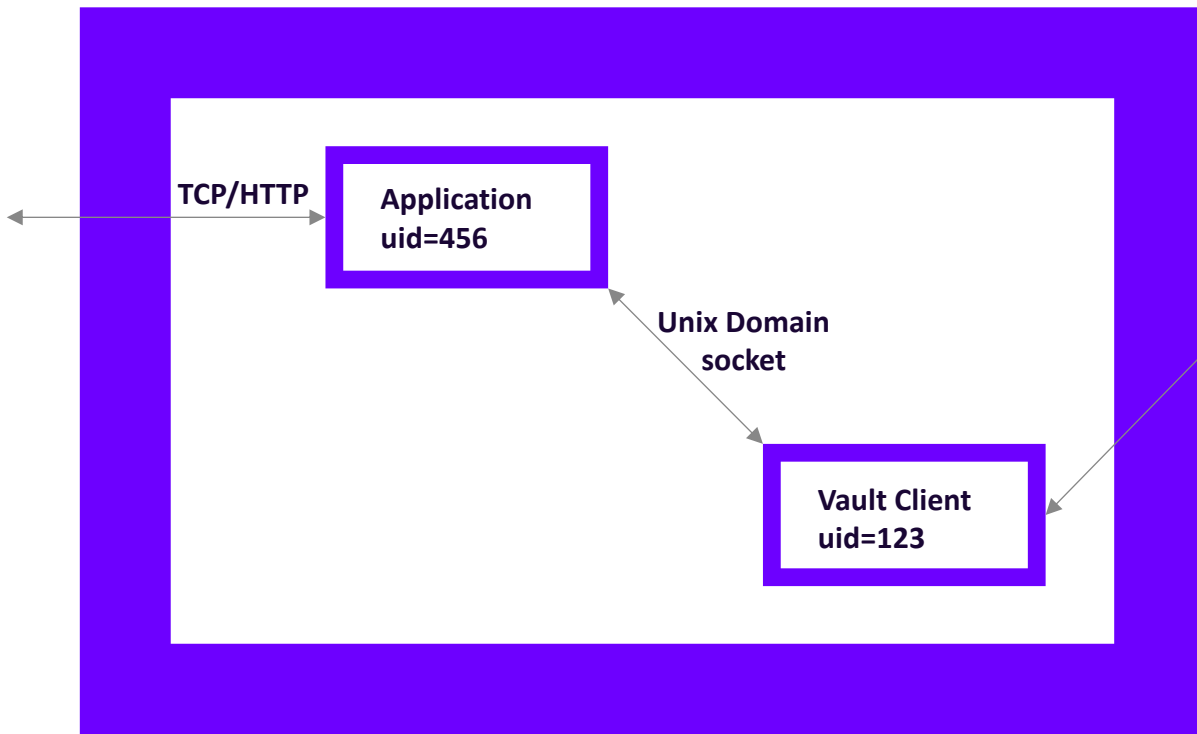 TCP/HTTP
Application
uid=456
Unix Domain
socket
Vault Client
uid=123